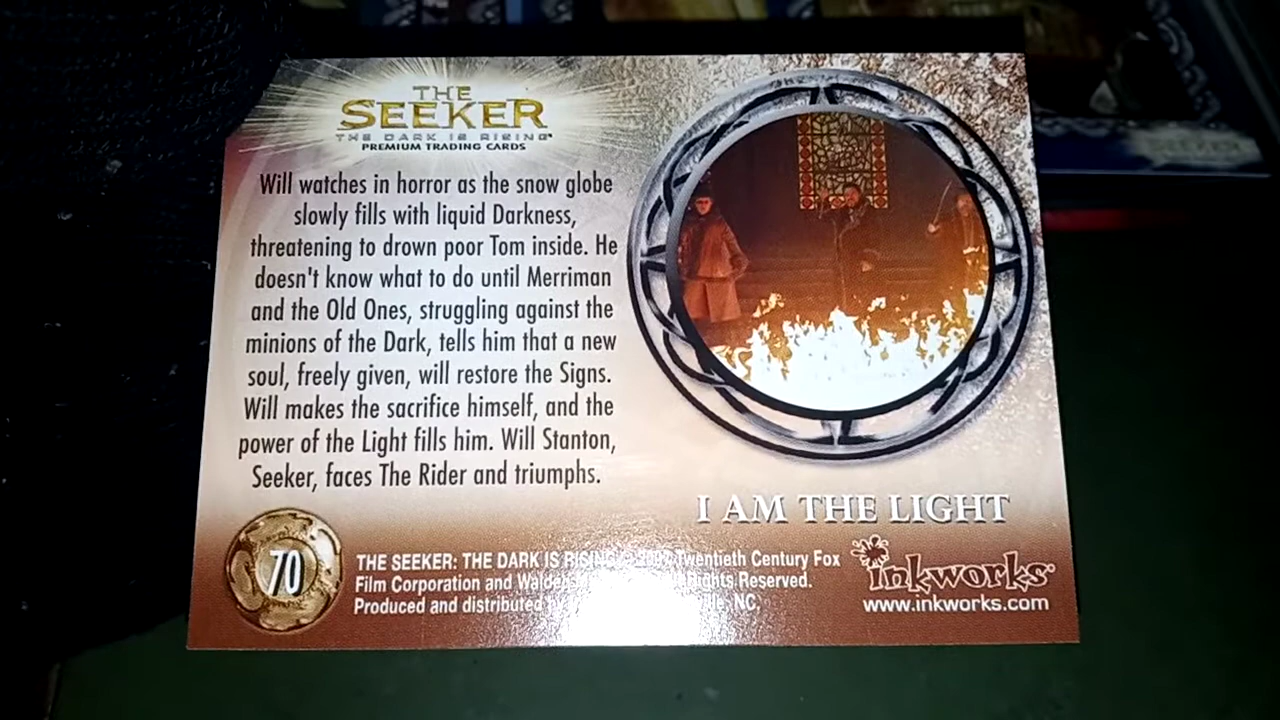 THE
SEEKER
THE DARK IS RISING
PREMIUM TRADING CARDS
Will watches in horror as the snow globe
slowly fills with liquid Darkness,
threatening to drown poor Tom inside. He
doesn't know what to do until Merriman
and the Old Ones, struggling against the
minions of the Dark, tells him that a new
soul, freely given, will restore the Signs.
Will makes the sacrifice himself, and the
power of the Light fills him. Will Stanton,
Seeker, faces The Rider and triumphs.
I AM THE LIGHT
70
THE SEEKER: THE DARK IS RISING © Twentieth Century Fox
Film Corporation and Rights Reserved.
Produced and distributed NC.
inkworks
www.inkworks.com